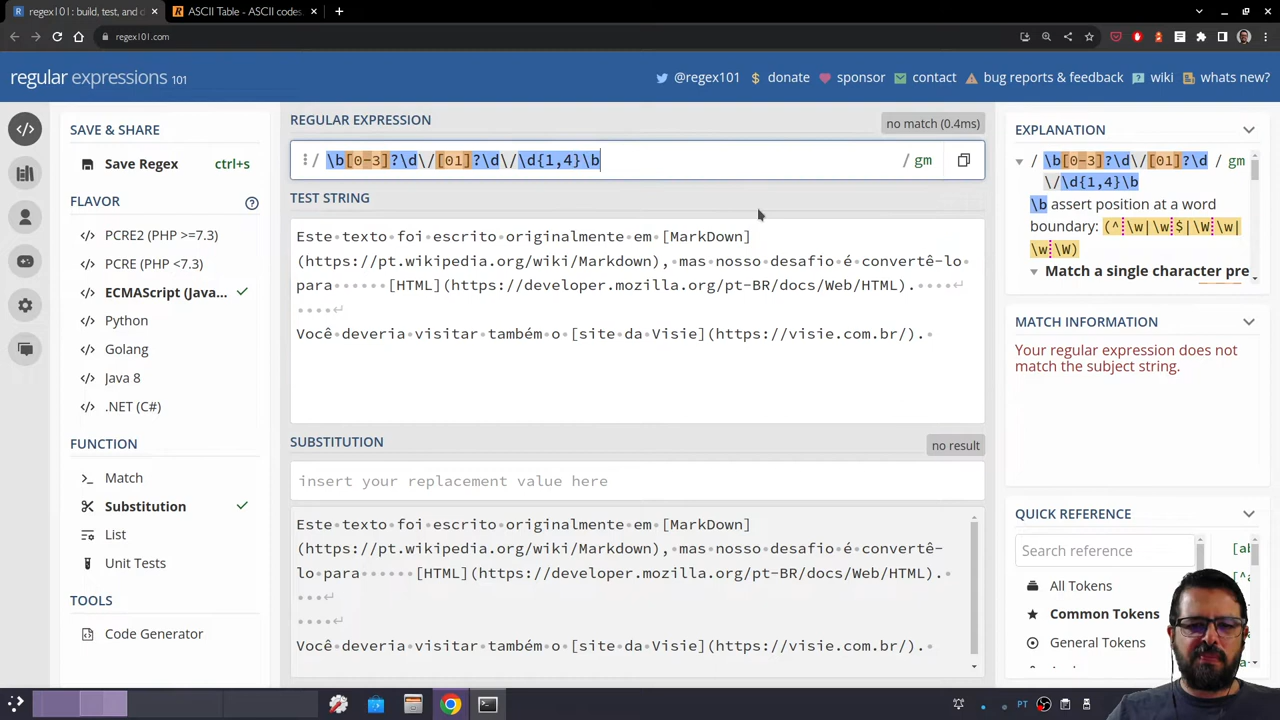 regex101: build, test, and d
ASCII Table - ASCII codes,
regex101.com
regular expressions 101
@regex101
donate
sponsor
contact
bug reports & feedback
wiki
whats new?
SAVE & SHARE
Save Regex
ctrl+s
FLAVOR
PCRE2 (PHP >=7.3)
PCRE (PHP <7.3)
ECMAScript (Java...
Python
Golang
Java 8
.NET (C#)
FUNCTION
Match
Substitution
List
Unit Tests
TOOLS
Code Generator
REGULAR EXPRESSION
no match (0.4ms)
/ \b[0-3]?\d\/[01]?\d\/\d{1,4}\b / gm
TEST STRING
Este·texto·foi·escrito·originalmente·em·[MarkDown]
(https://pt.wikipedia.org/wiki/Markdown),·mas·nosso·desafio·é·convertê-lo·
para······[HTML](https://developer.mozilla.org/pt-BR/docs/Web/HTML).····↵
····↵
Você·deveria·visitar·também·o·[site·da·Visie](https://visie.com.br/).·
SUBSTITUTION
no result
insert your replacement value here
Este·texto·foi·escrito·originalmente·em·[MarkDown]
(https://pt.wikipedia.org/wiki/Markdown),·mas·nosso·desafio·é·convertê-
lo·para······[HTML](https://developer.mozilla.org/pt-BR/docs/Web/HTML).·
···↵
····↵
Você·deveria·visitar·também·o·[site·da·Visie](https://visie.com.br/).·
EXPLANATION
/ \b[0-3]?\d\/[01]?\d / gm
\/\d{1,4}\b
\b assert position at a word
boundary: (^\w|\w$|\W\w|
\w\W)
Match a single character pre
MATCH INFORMATION
Your regular expression does not
match the subject string.
QUICK REFERENCE
Search reference
[ab
[^a
All Tokens
Common Tokens
General Tokens
PT